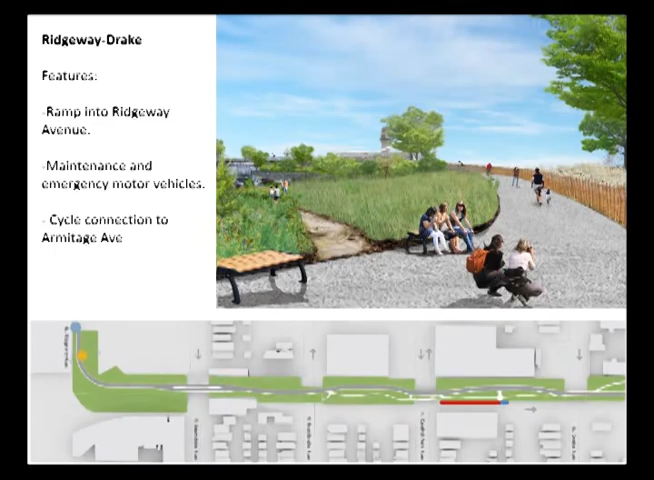 Ridgeway-Drake
Features:
-Ramp into Ridgeway
Avenue.
-Maintenance and
emergency motor vehicles.
- Cycle connection to
Armitage Ave